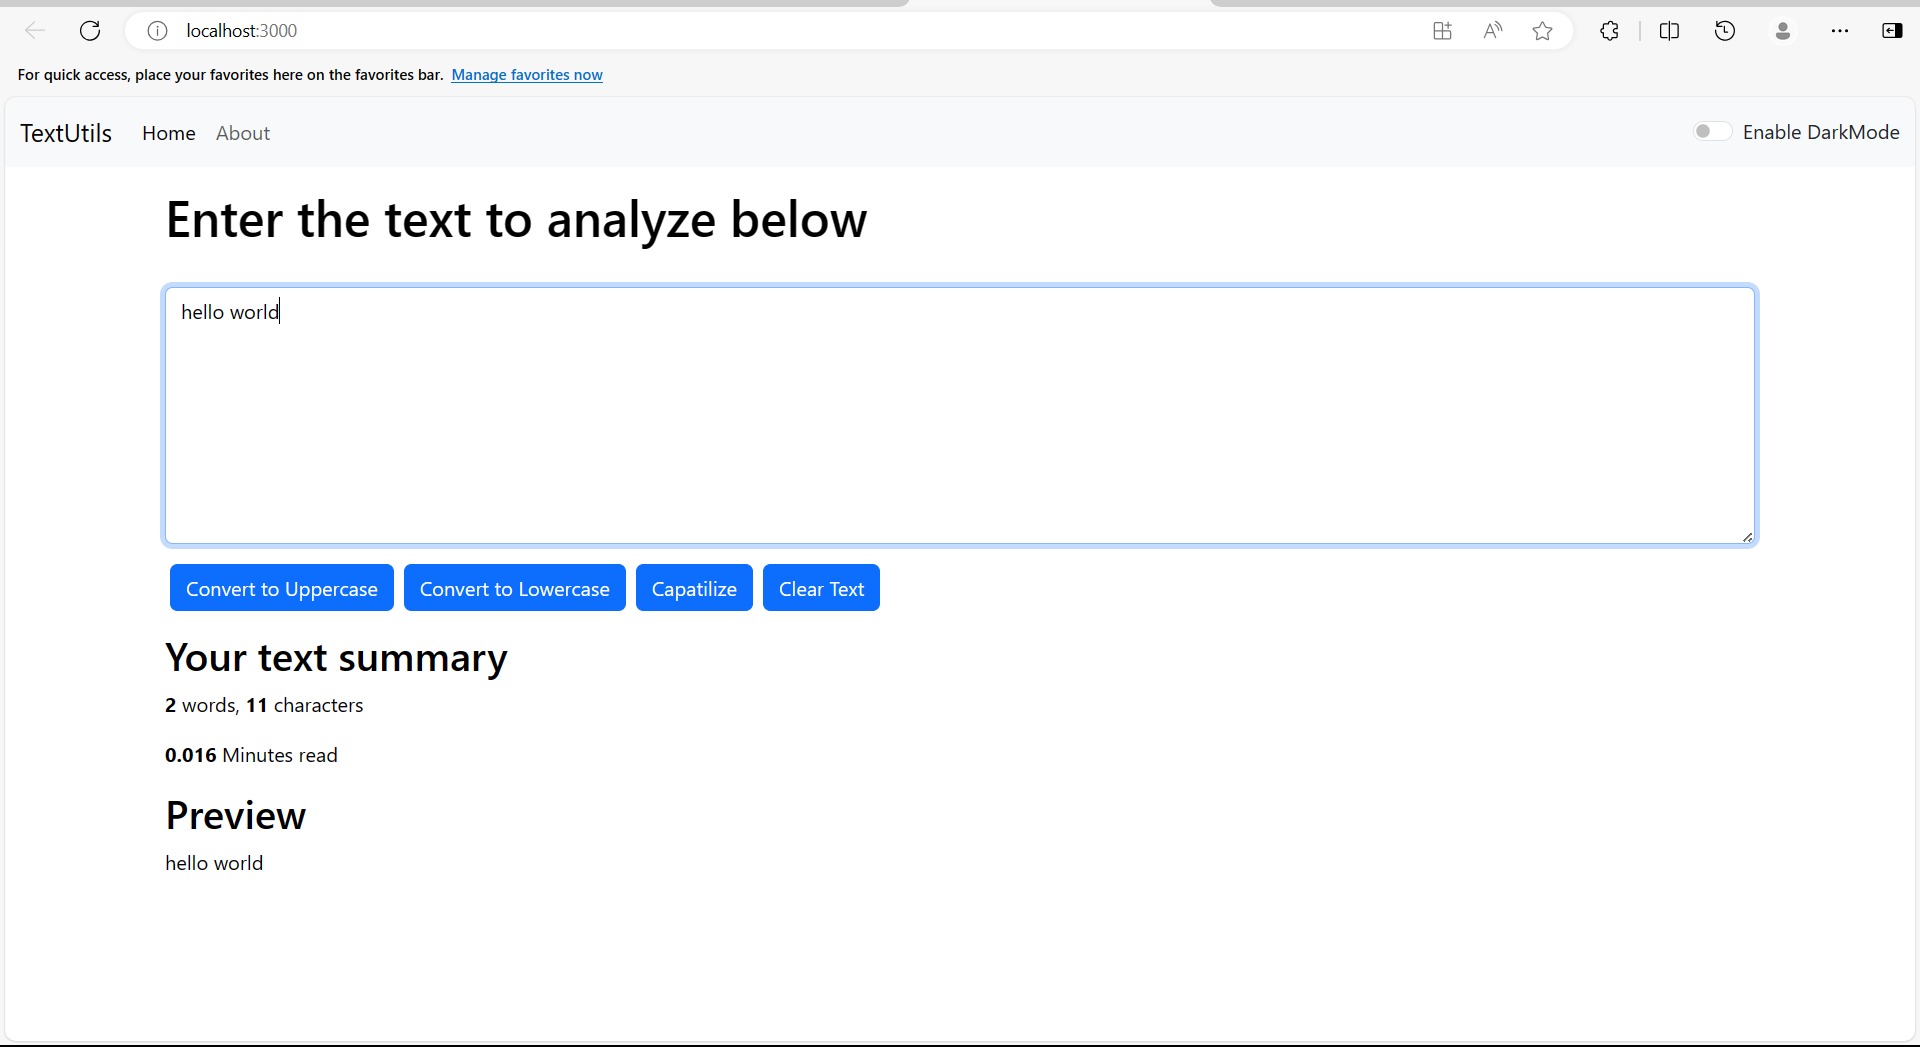 localhost:3000
For quick access, place your favorites here on the favorites bar. Manage favorites now
TextUtils Home About Enable DarkMode
Enter the text to analyze below
hello world
Convert to Uppercase Convert to Lowercase Capatilize Clear Text
Your text summary
2 words, 11 characters
0.016 Minutes read
Preview
hello world